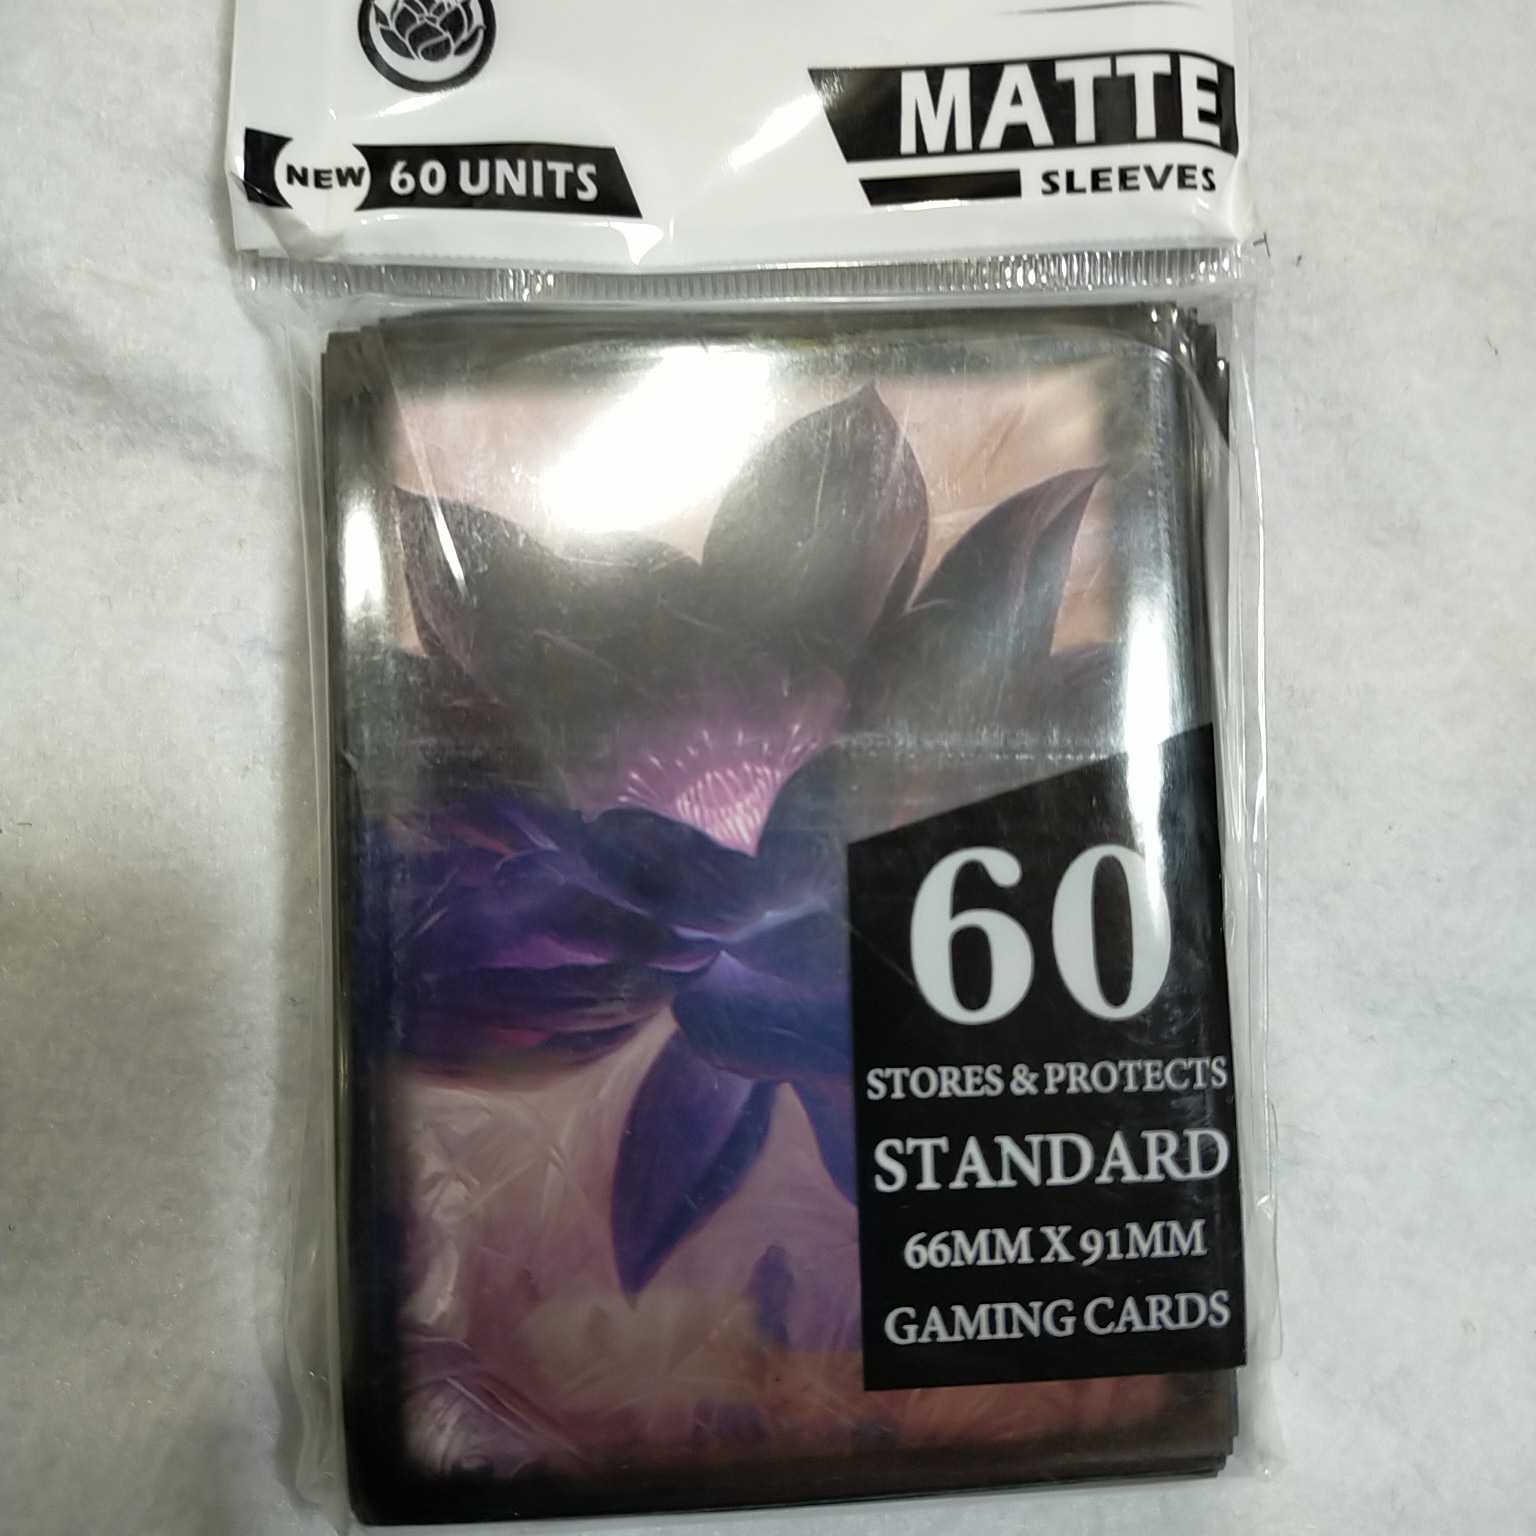 MATTE
SLEEVES
NEW 60 UNITS
60
STORES & PROTECTS
STANDARD
66MM X 91MM
GAMING CARDS